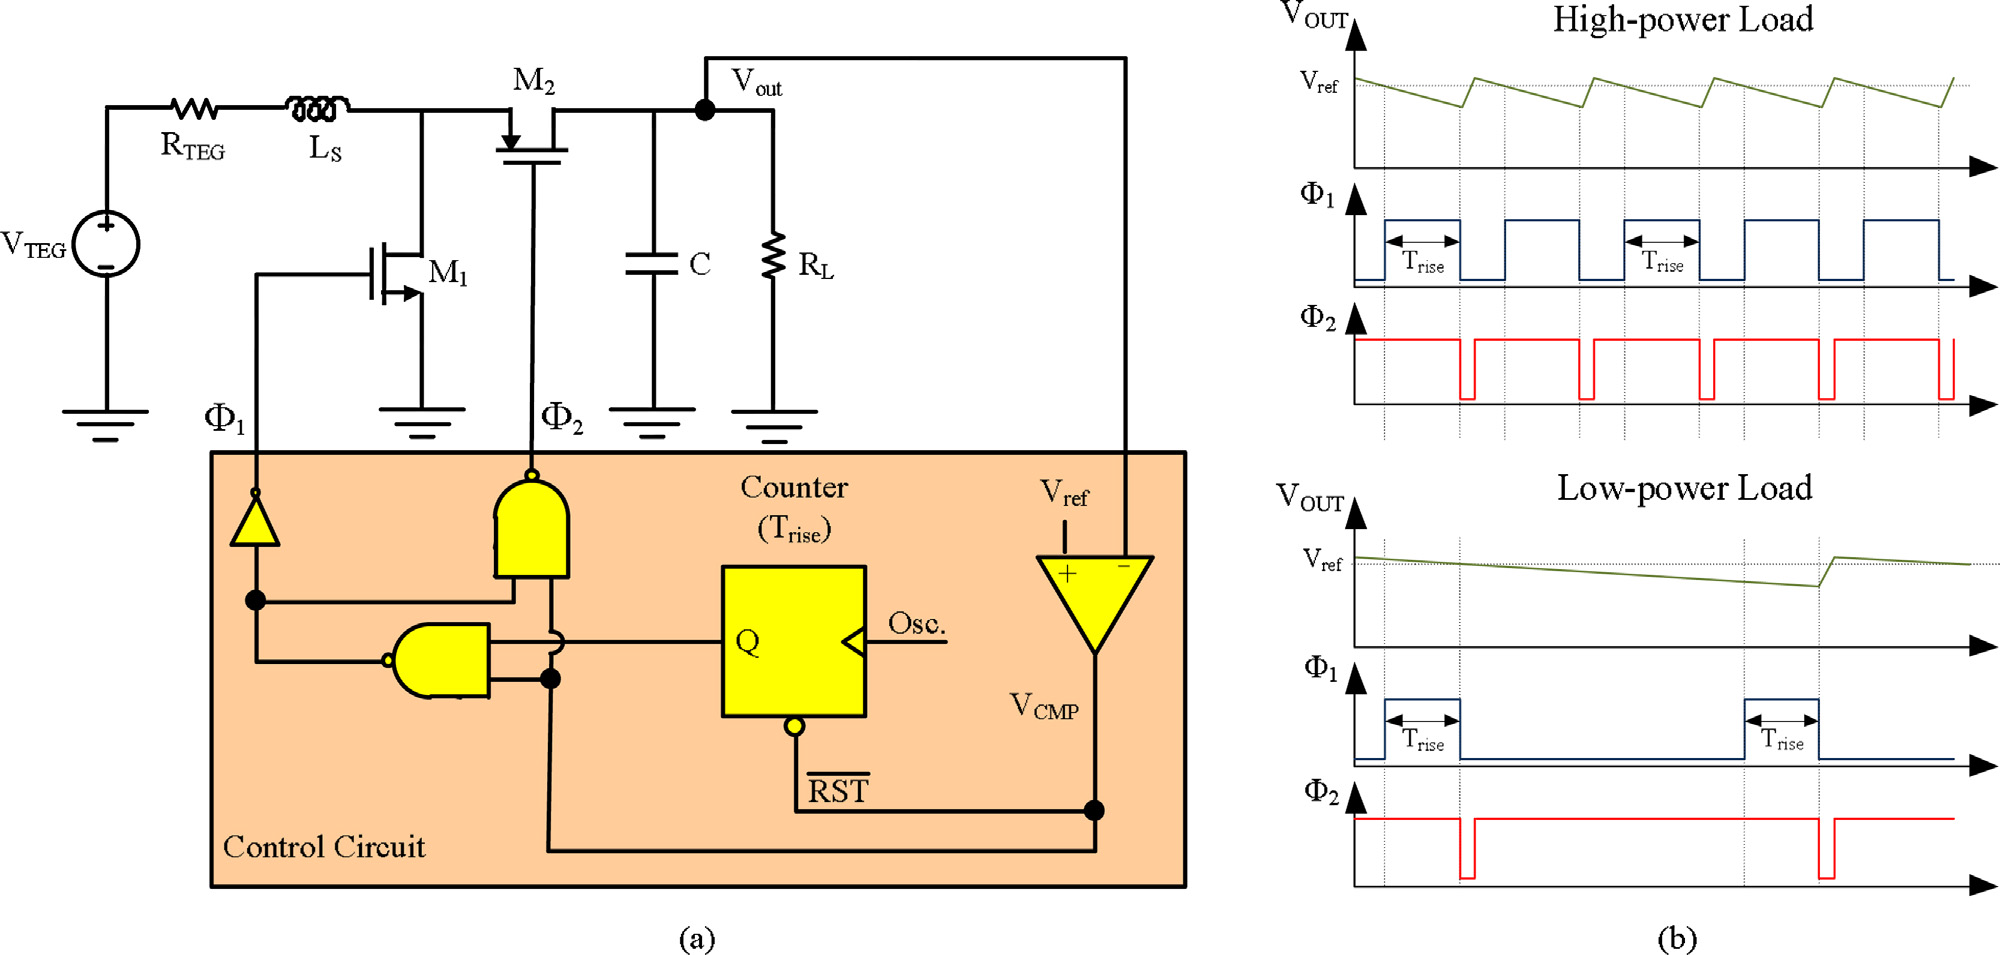 M₂
V_out
R_TEG
L_S
V_TEG
+
−
M₁
C
R_L
Φ₁
Φ₂
Counter
(T_rise)
V_ref
+
−
Q
Osc.
V_CMP
R̅S̅T̅
Control Circuit
(a)
V_OUT
High-power Load
V_ref
Φ₁
T_rise
T_rise
Φ₂
V_OUT
Low-power Load
V_ref
Φ₁
T_rise
T_rise
Φ₂
(b)